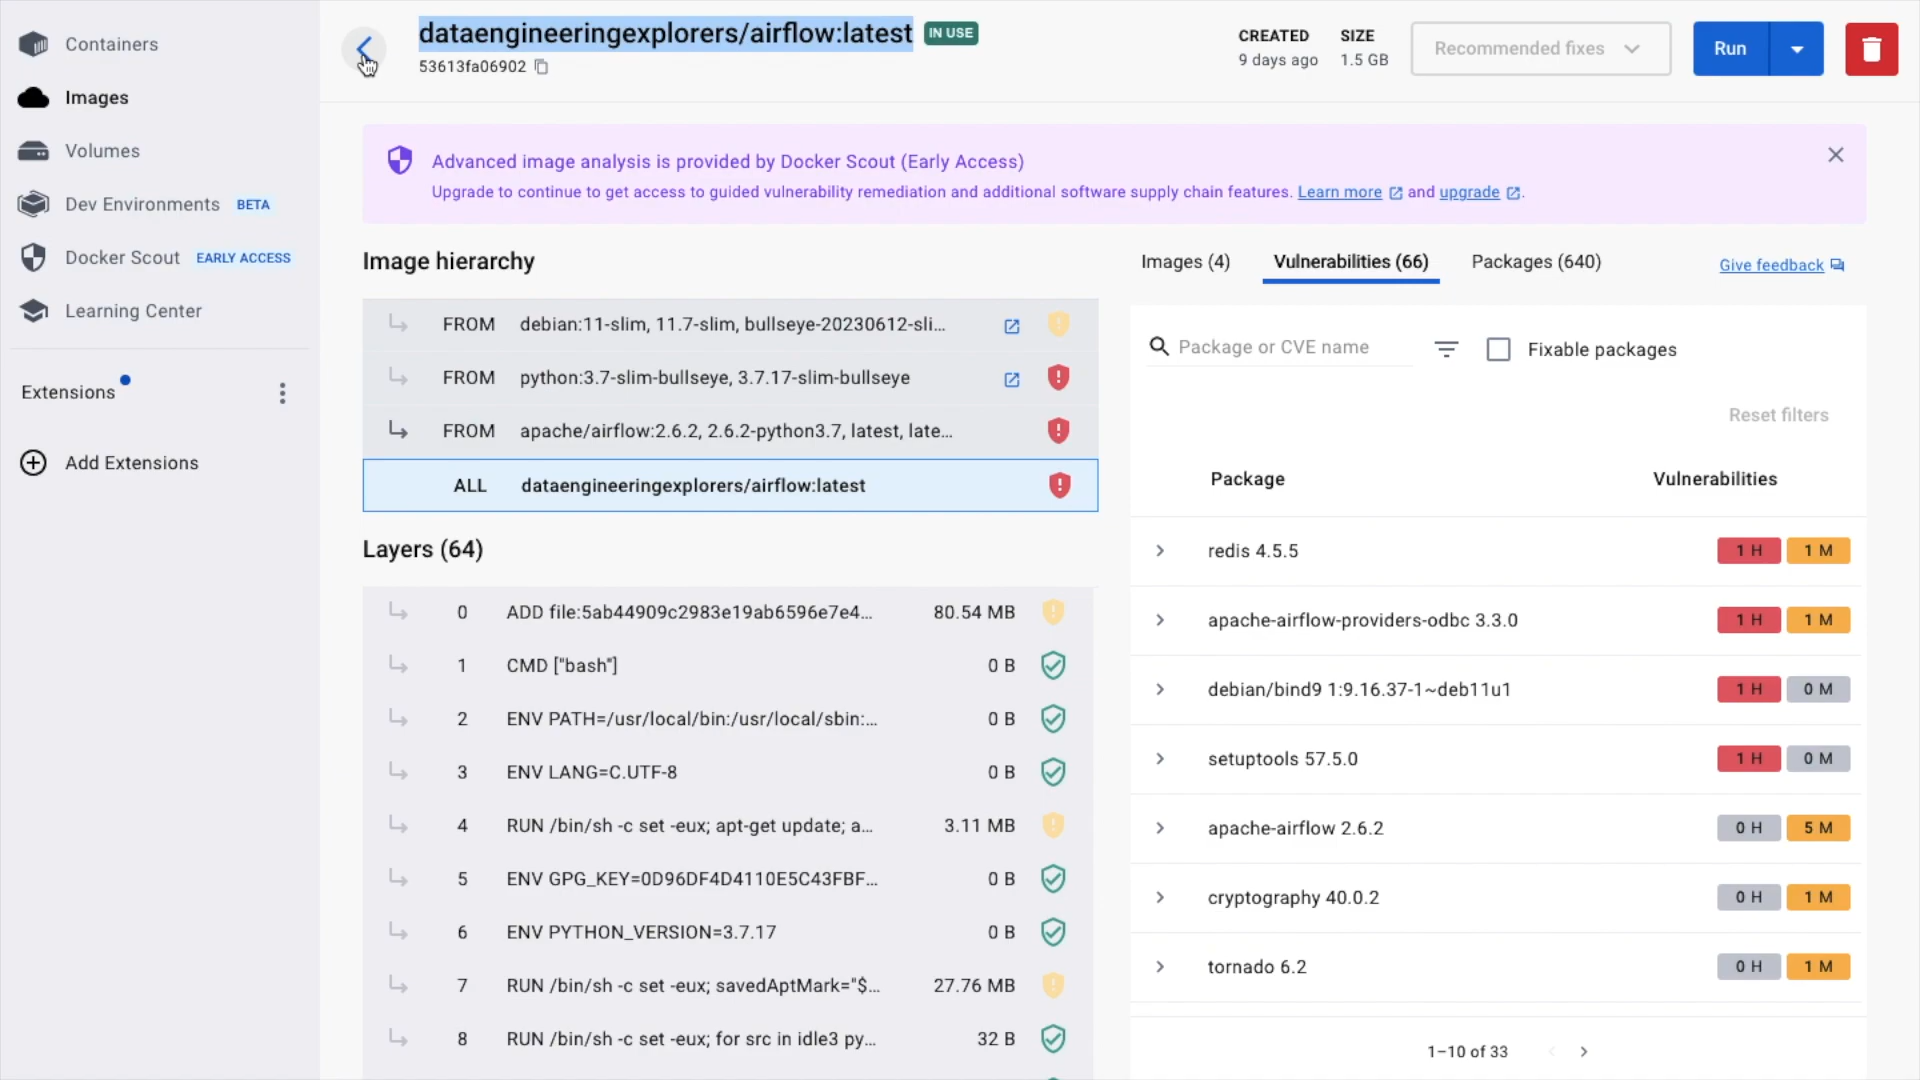 Containers
Images
Volumes
Dev Environments BETA
Docker Scout EARLY ACCESS
Learning Center
Extensions
Add Extensions
dataengineeringexplorers/airflow:latest IN USE
53613fa06902
CREATED
9 days ago
SIZE
1.5 GB
Recommended fixes
Run
Advanced image analysis is provided by Docker Scout (Early Access)
Upgrade to continue to get access to guided vulnerability remediation and additional software supply chain features. Learn more and upgrade .
Image hierarchy
FROM debian:11-slim, 11.7-slim, bullseye-20230612-sli...
FROM python:3.7-slim-bullseye, 3.7.17-slim-bullseye
FROM apache/airflow:2.6.2, 2.6.2-python3.7, latest, late...
ALL dataengineeringexplorers/airflow:latest
Layers (64)
0 ADD file:5ab44909c2983e19ab6596e7e4... 80.54 MB
1 CMD ["bash"] 0 B
2 ENV PATH=/usr/local/bin:/usr/local/sbin:... 0 B
3 ENV LANG=C.UTF-8 0 B
4 RUN /bin/sh -c set -eux; apt-get update; a... 3.11 MB
5 ENV GPG_KEY=0D96DF4D4110E5C43FBF... 0 B
6 ENV PYTHON_VERSION=3.7.17 0 B
7 RUN /bin/sh -c set -eux; savedAptMark="$... 27.76 MB
8 RUN /bin/sh -c set -eux; for src in idle3 py... 32 B
Images (4) Vulnerabilities (66) Packages (640) Give feedback
Package or CVE name Fixable packages
Reset filters
Package Vulnerabilities
redis 4.5.5 1 H 1 M
apache-airflow-providers-odbc 3.3.0 1 H 1 M
debian/bind9 1:9.16.37-1~deb11u1 1 H 0 M
setuptools 57.5.0 1 H 0 M
apache-airflow 2.6.2 0 H 5 M
cryptography 40.0.2 0 H 1 M
tornado 6.2 0 H 1 M
1–10 of 33